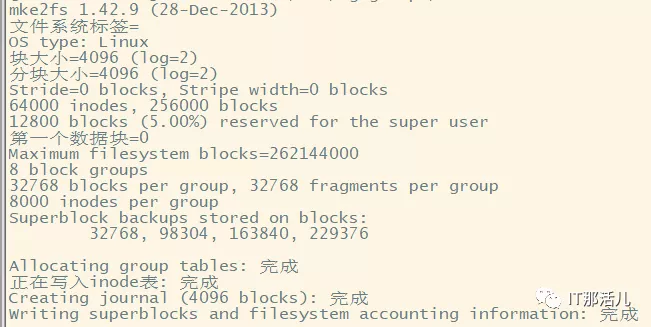 mke2fs 1.42.9 (28-Dec-2013)
文件系统标签=
OS type: Linux
块大小=4096 (log=2)
分块大小=4096 (log=2)
Stride=0 blocks, Stripe width=0 blocks
64000 inodes, 256000 blocks
12800 blocks (5.00%) reserved for the super user
第一个数据块=0
Maximum filesystem blocks=262144000
8 block groups
32768 blocks per group, 32768 fragments per group
8000 inodes per group
Superblock backups stored on blocks:
32768, 98304, 163840, 229376
Allocating group tables: 完成
正在写入inode表: 完成
Creating journal (4096 blocks): 完成
Writing superblocks and filesystem accounting information: 完成
IT那活儿